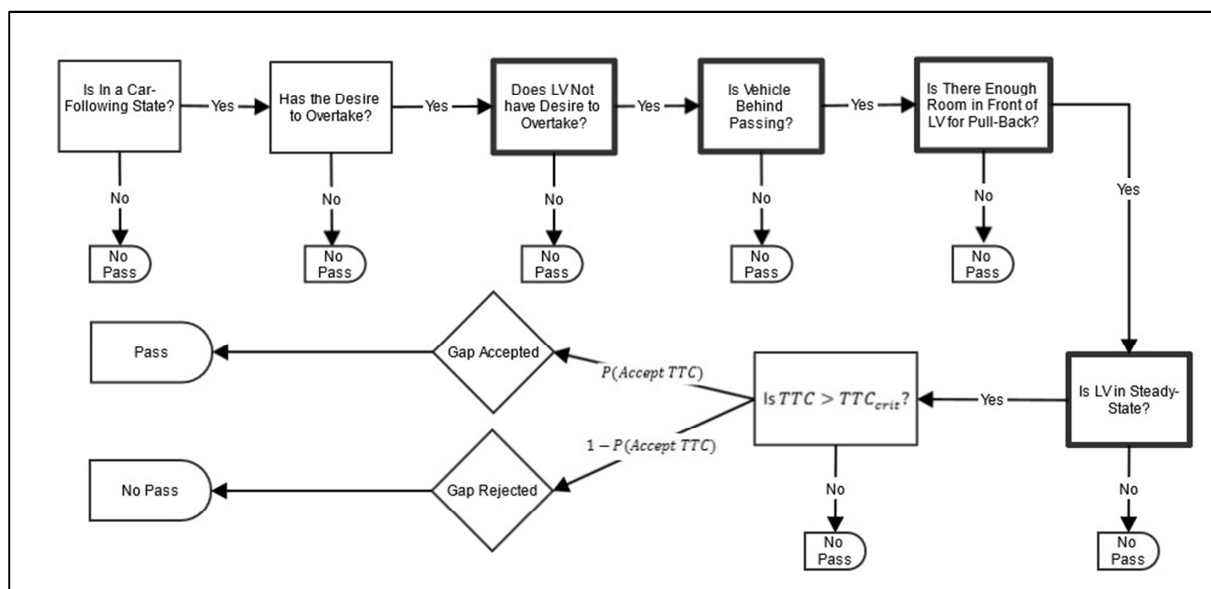 Is In a Car-
Following State?
Yes
Has the Desire
to Overtake?
Yes
Does LV Not
have Desire to
Overtake?
Yes
Is Vehicle
Behind
Passing?
Yes
Is There Enough
Room in Front of
LV for Pull-Back?
No
No
No
No
No
Yes
No
Pass
No
Pass
No
Pass
No
Pass
No
Pass
Pass
Gap Accepted
P(Accept TTC)
Is TTC > TTC_crit?
Yes
Is LV in Steady-
State?
1 − P(Accept TTC)
No Pass
Gap Rejected
No
No
No
Pass
No
Pass